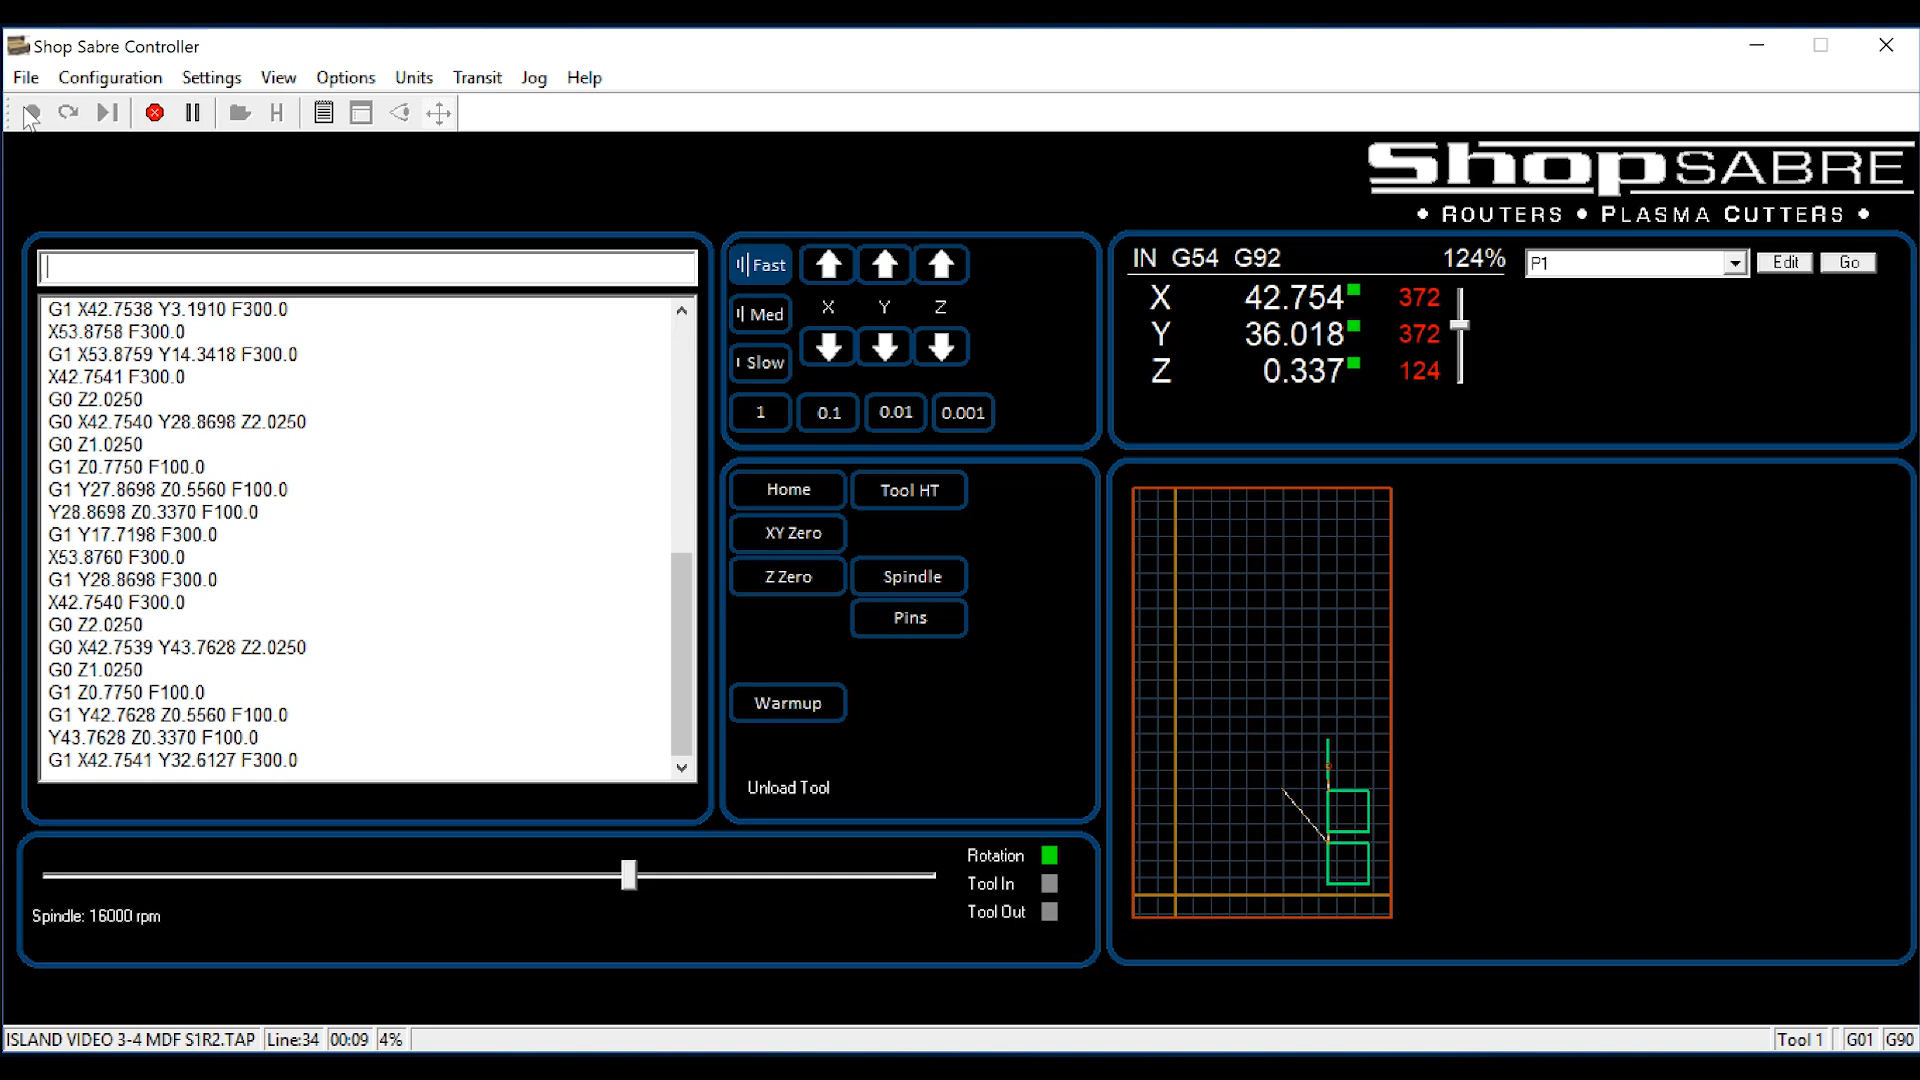 Shop Sabre Controller
File Configuration Settings View Options Units Transit Jog Help
H
ShopSABRE
• ROUTERS • PLASMA CUTTERS •
G1 X42.7538 Y3.1910 F300.0
X53.8758 F300.0
G1 X53.8759 Y14.3418 F300.0
X42.7541 F300.0
G0 Z2.0250
G0 X42.7540 Y28.8698 Z2.0250
G0 Z1.0250
G1 Z0.7750 F100.0
G1 Y27.8698 Z0.5560 F100.0
Y28.8698 Z0.3370 F100.0
G1 Y17.7198 F300.0
X53.8760 F300.0
G1 Y28.8698 F300.0
X42.7540 F300.0
G0 Z2.0250
G0 X42.7539 Y43.7628 Z2.0250
G0 Z1.0250
G1 Z0.7750 F100.0
G1 Y42.7628 Z0.5560 F100.0
Y43.7628 Z0.3370 F100.0
G1 X42.7541 Y32.6127 F300.0
Fast
Med
Slow
X Y Z
1 0.1 0.01 0.001
IN G54 G92 124%
X 42.754 372
Y 36.018 372
Z 0.337 124
P1 Edit Go
Home Tool HT
XY Zero
Z Zero Spindle
Pins
Warmup
Unload Tool
Spindle: 16000 rpm
Rotation
Tool In
Tool Out
ISLAND VIDEO 3-4 MDF S1R2.TAP Line:34 00:09 4% Tool 1 G01 G90